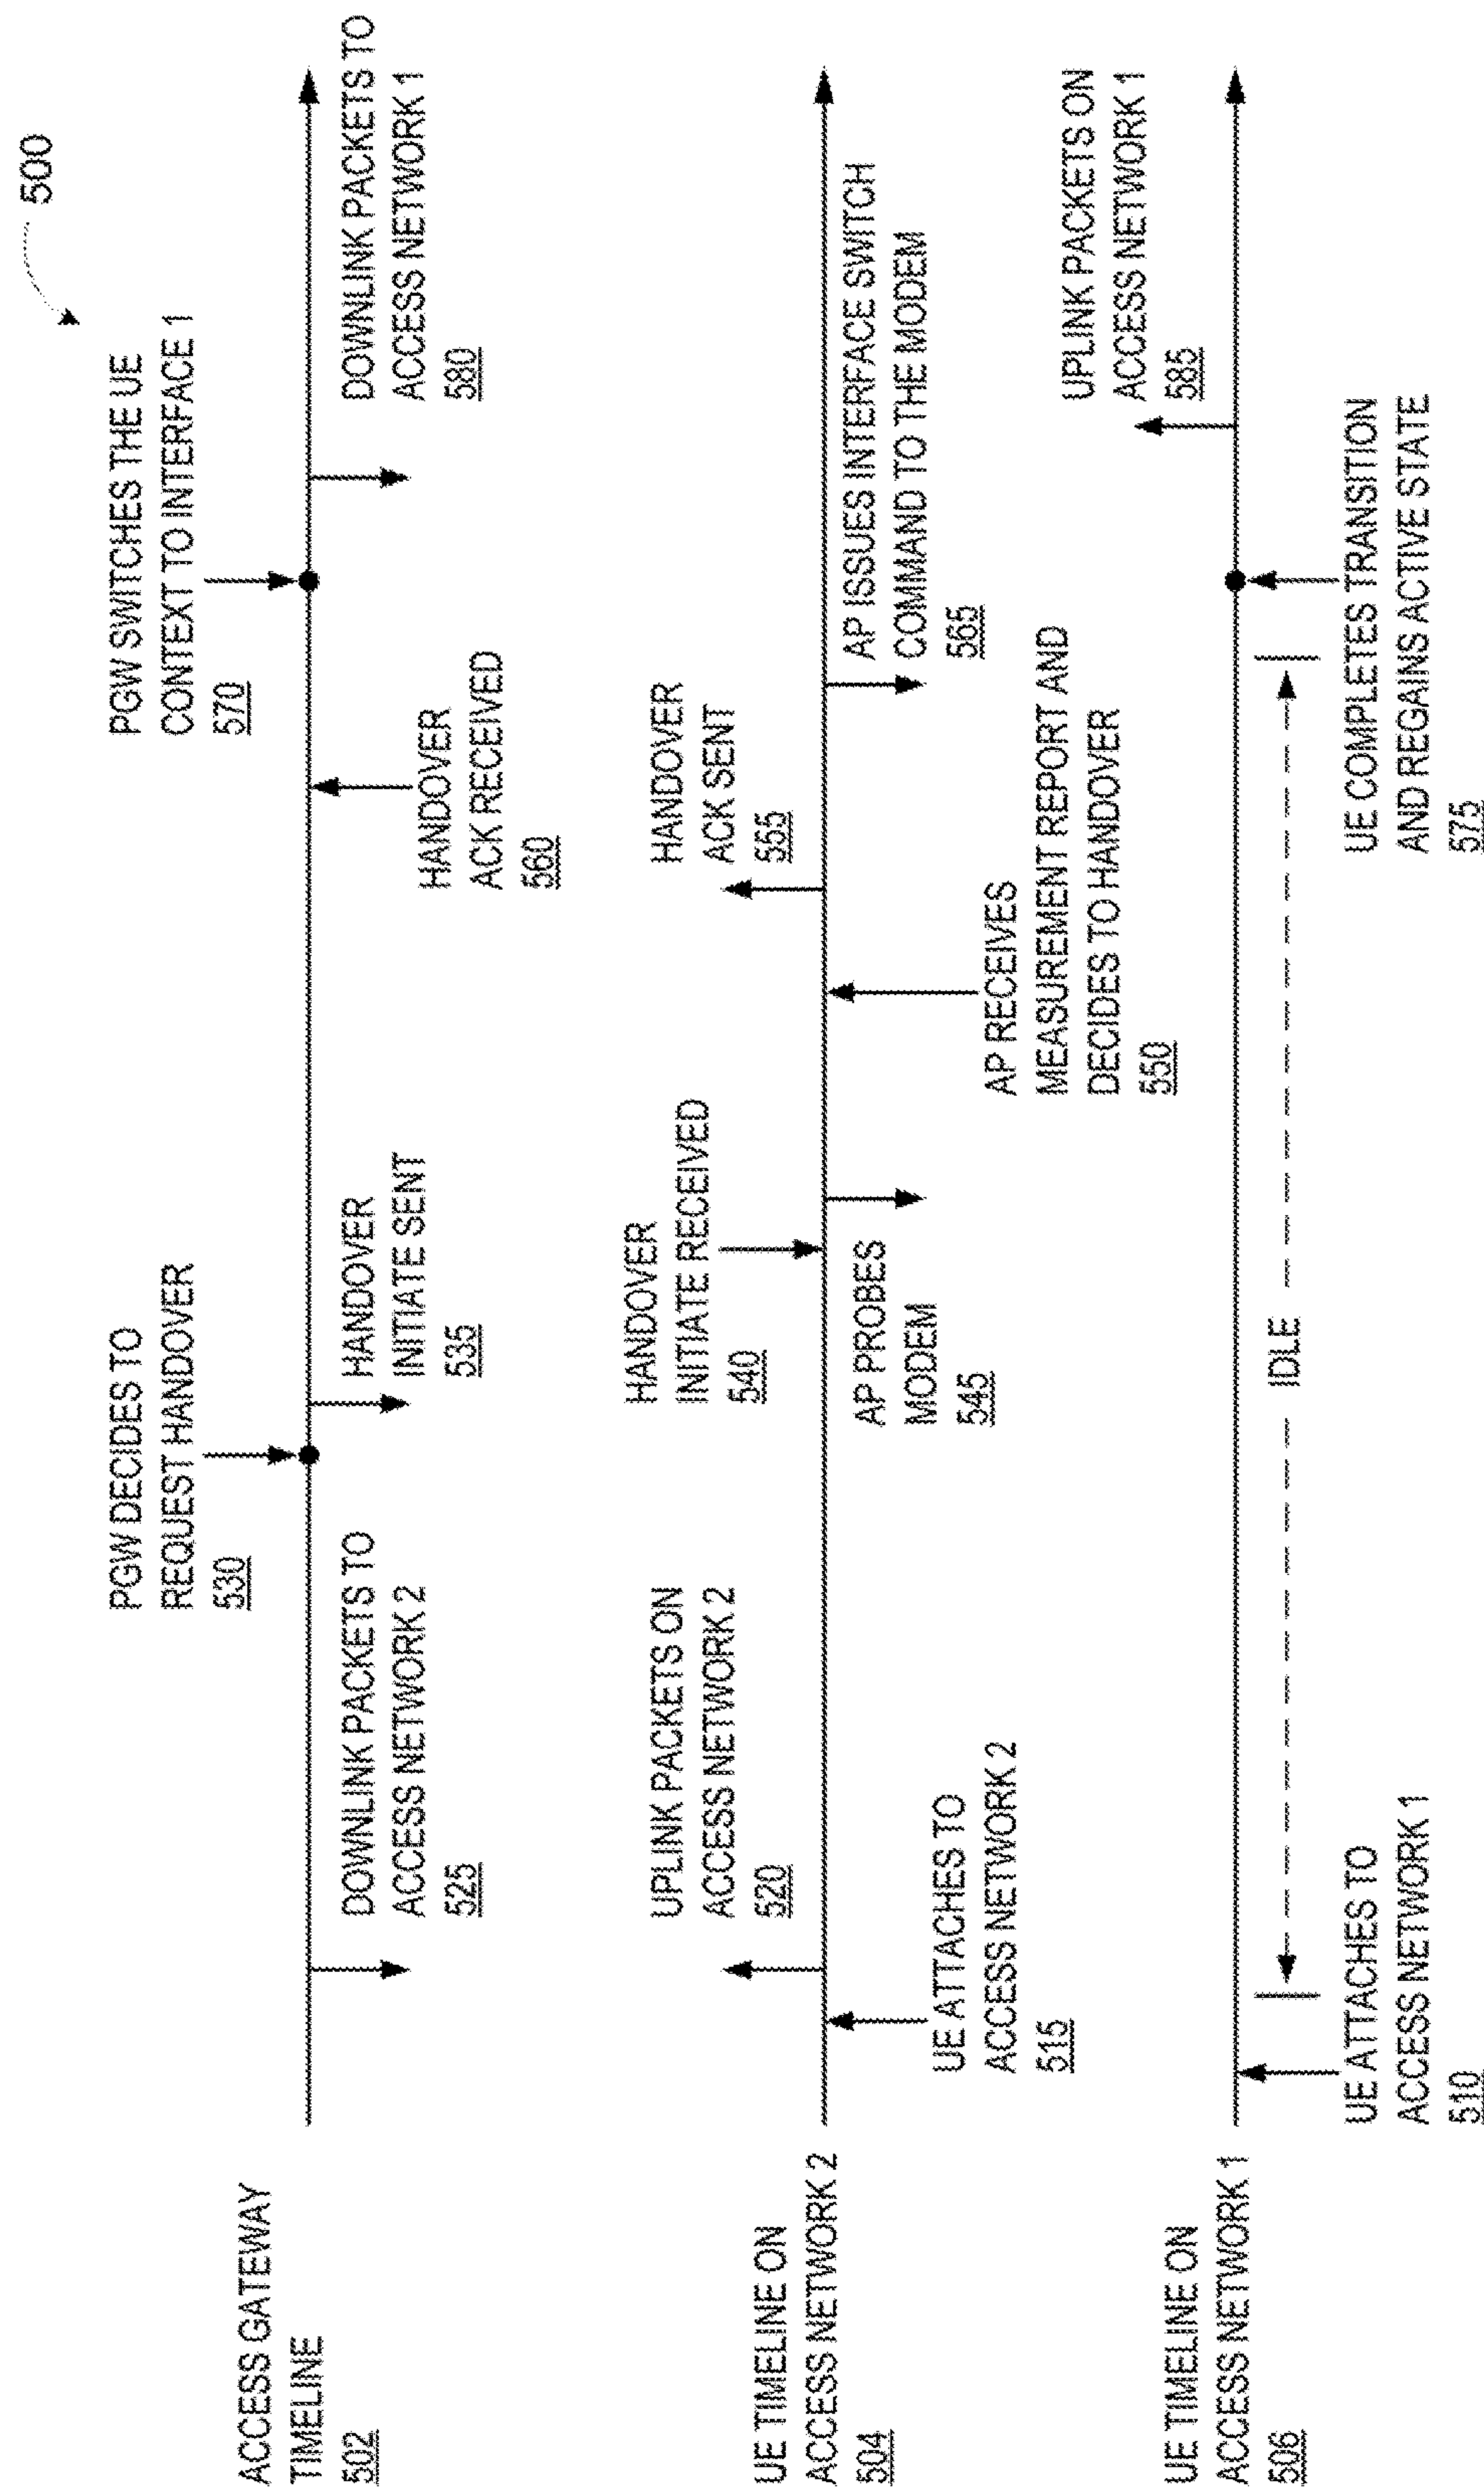 500
ACCESS GATEWAY
TIMELINE
502
DOWNLINK PACKETS TO
ACCESS NETWORK 2
525
PGW DECIDES TO
REQUEST HANDOVER
530
HANDOVER
INITIATE SENT
535
HANDOVER
ACK RECEIVED
560
PGW SWITCHES THE UE
CONTEXT TO INTERFACE 1
570
DOWNLINK PACKETS TO
ACCESS NETWORK 1
580
UE TIMELINE ON
ACCESS NETWORK 2
504
UE ATTACHES TO
ACCESS NETWORK 2
515
UPLINK PACKETS ON
ACCESS NETWORK 2
520
HANDOVER
INITIATE RECEIVED
540
AP PROBES
MODEM
545
AP RECEIVES
MEASUREMENT REPORT AND
DECIDES TO HANDOVER
550
HANDOVER
ACK SENT
555
AP ISSUES INTERFACE SWITCH
COMMAND TO THE MODEM
565
UE TIMELINE ON
ACCESS NETWORK 1
506
UE ATTACHES TO
ACCESS NETWORK 1
510
IDLE
UE COMPLETES TRANSITION
AND REGAINS ACTIVE STATE
575
UPLINK PACKETS ON
ACCESS NETWORK 1
585